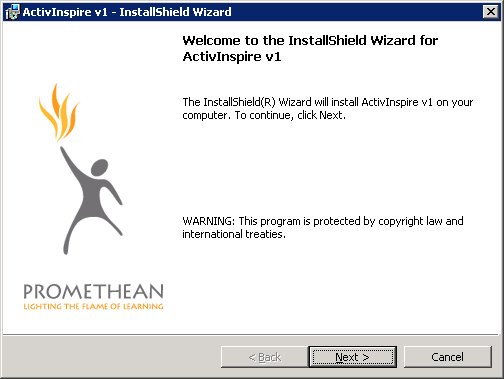 ActivInspire v1 - InstallShield Wizard
Welcome to the InstallShield Wizard for
ActivInspire v1
The InstallShield(R) Wizard will install ActivInspire v1 on your
computer. To continue, click Next.
WARNING: This program is protected by copyright law and
international treaties.
PROMETHEAN
LIGHTING THE FLAME OF LEARNING
< Back
Next >
Cancel